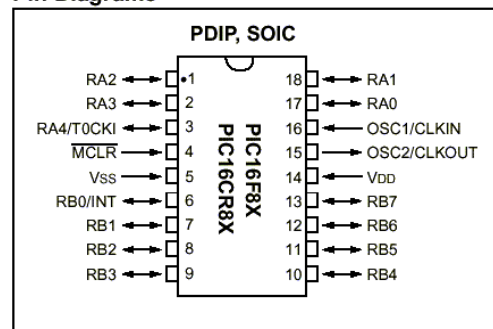 PDIP, SOIC
RA2 •1 18 RA1
RA3 2 17 RA0
RA4/T0CKI 3 16 OSC1/CLKIN
MCLR 4 15 OSC2/CLKOUT
VSS 5 14 VDD
RB0/INT 6 13 RB7
RB1 7 12 RB6
RB2 8 11 RB5
RB3 9 10 RB4
PIC16F8X
PIC16CR8X